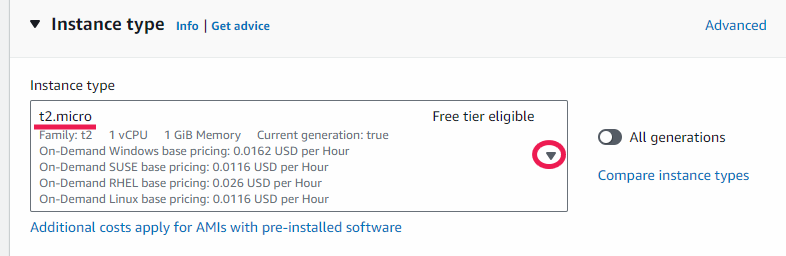 Instance type Info | Get advice Advanced
Instance type
t2.micro Free tier eligible
Family: t2 1 vCPU 1 GiB Memory Current generation: true
On-Demand Windows base pricing: 0.0162 USD per Hour
On-Demand SUSE base pricing: 0.0116 USD per Hour
On-Demand RHEL base pricing: 0.026 USD per Hour
On-Demand Linux base pricing: 0.0116 USD per Hour
All generations
Compare instance types
Additional costs apply for AMIs with pre-installed software